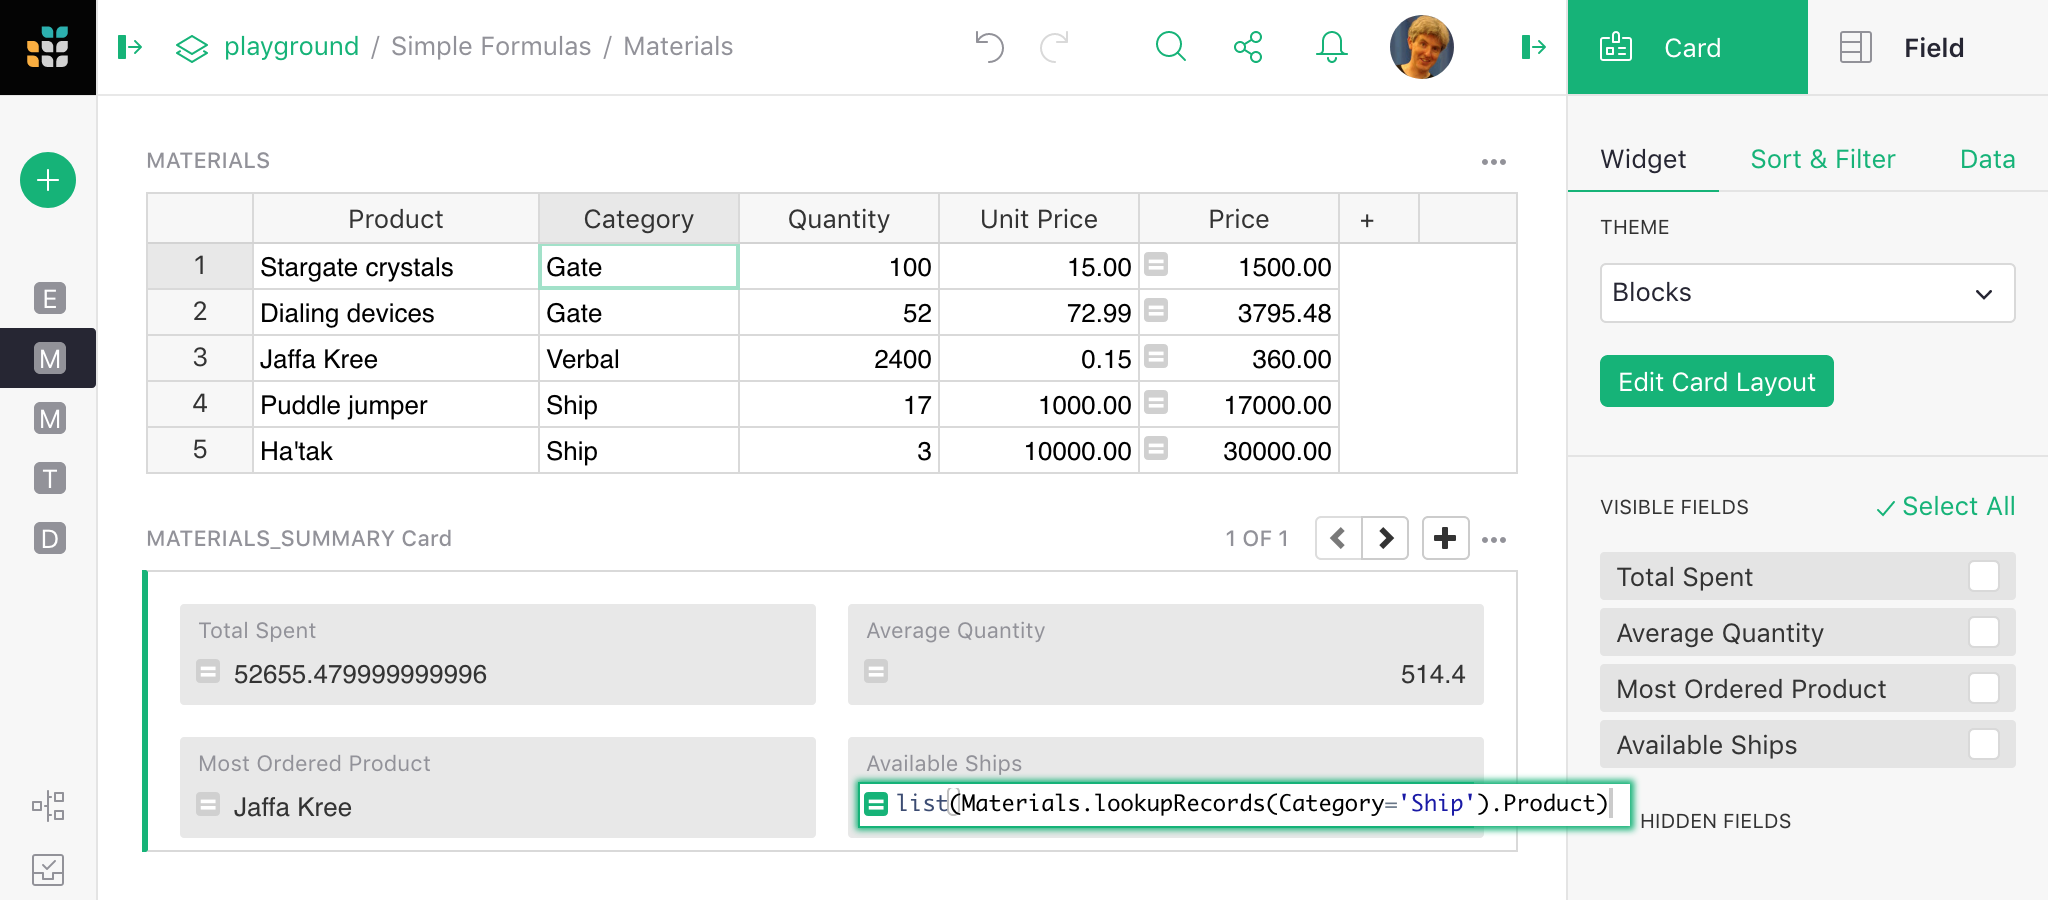 playground / Simple Formulas / Materials
Card
Field
MATERIALS
Product Category Quantity Unit Price Price +
1 Stargate crystals Gate 100 15.00 = 1500.00
2 Dialing devices Gate 52 72.99 = 3795.48
3 Jaffa Kree Verbal 2400 0.15 = 360.00
4 Puddle jumper Ship 17 1000.00 = 17000.00
5 Ha'tak Ship 3 10000.00 = 30000.00
E
M
M
T
D
MATERIALS_SUMMARY Card
1 OF 1
Total Spent
= 52655.479999999996
Average Quantity
= 514.4
Most Ordered Product
= Jaffa Kree
Available Ships
= list(Materials.lookupRecords(Category='Ship').Product)
Widget Sort & Filter Data
THEME
Blocks
Edit Card Layout
VISIBLE FIELDS Select All
Total Spent
Average Quantity
Most Ordered Product
Available Ships
HIDDEN FIELDS